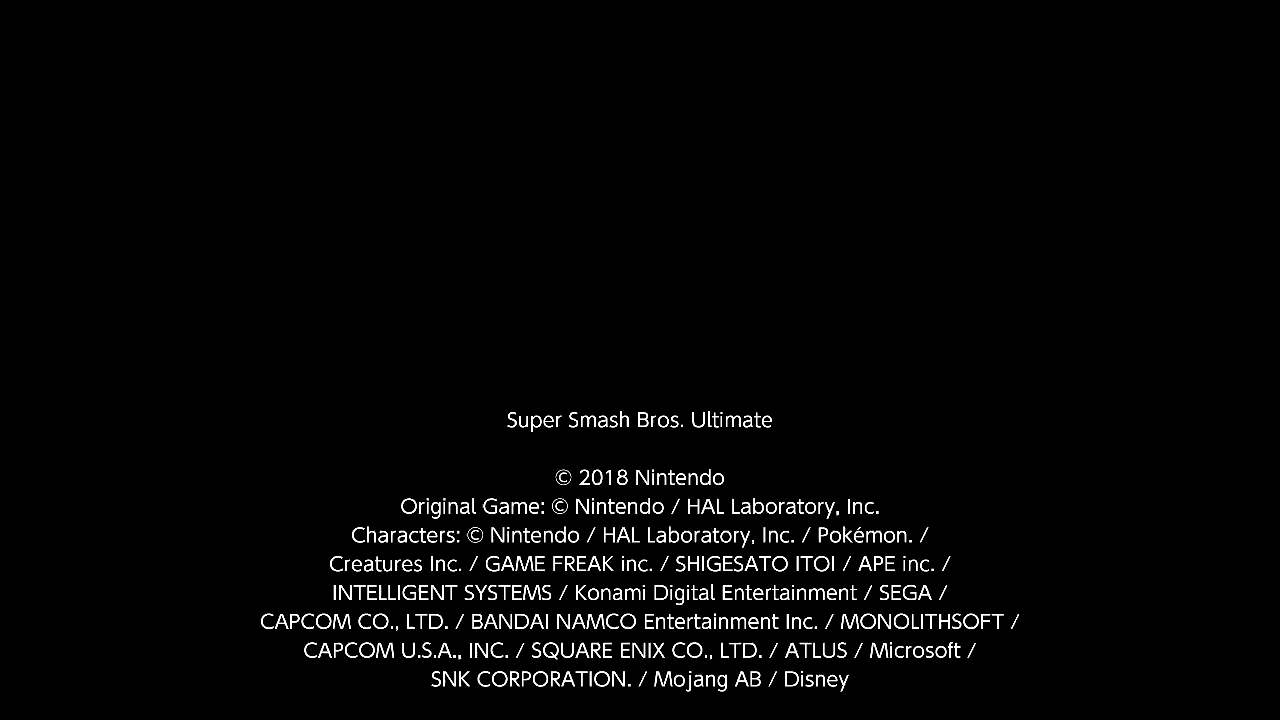 Super Smash Bros. Ultimate
© 2018 Nintendo
Original Game: © Nintendo / HAL Laboratory, Inc.
Characters: © Nintendo / HAL Laboratory, Inc. / Pokémon. /
Creatures Inc. / GAME FREAK inc. / SHIGESATO ITOI / APE inc. /
INTELLIGENT SYSTEMS / Konami Digital Entertainment / SEGA /
CAPCOM CO., LTD. / BANDAI NAMCO Entertainment Inc. / MONOLITHSOFT /
CAPCOM U.S.A., INC. / SQUARE ENIX CO., LTD. / ATLUS / Microsoft /
SNK CORPORATION. / Mojang AB / Disney